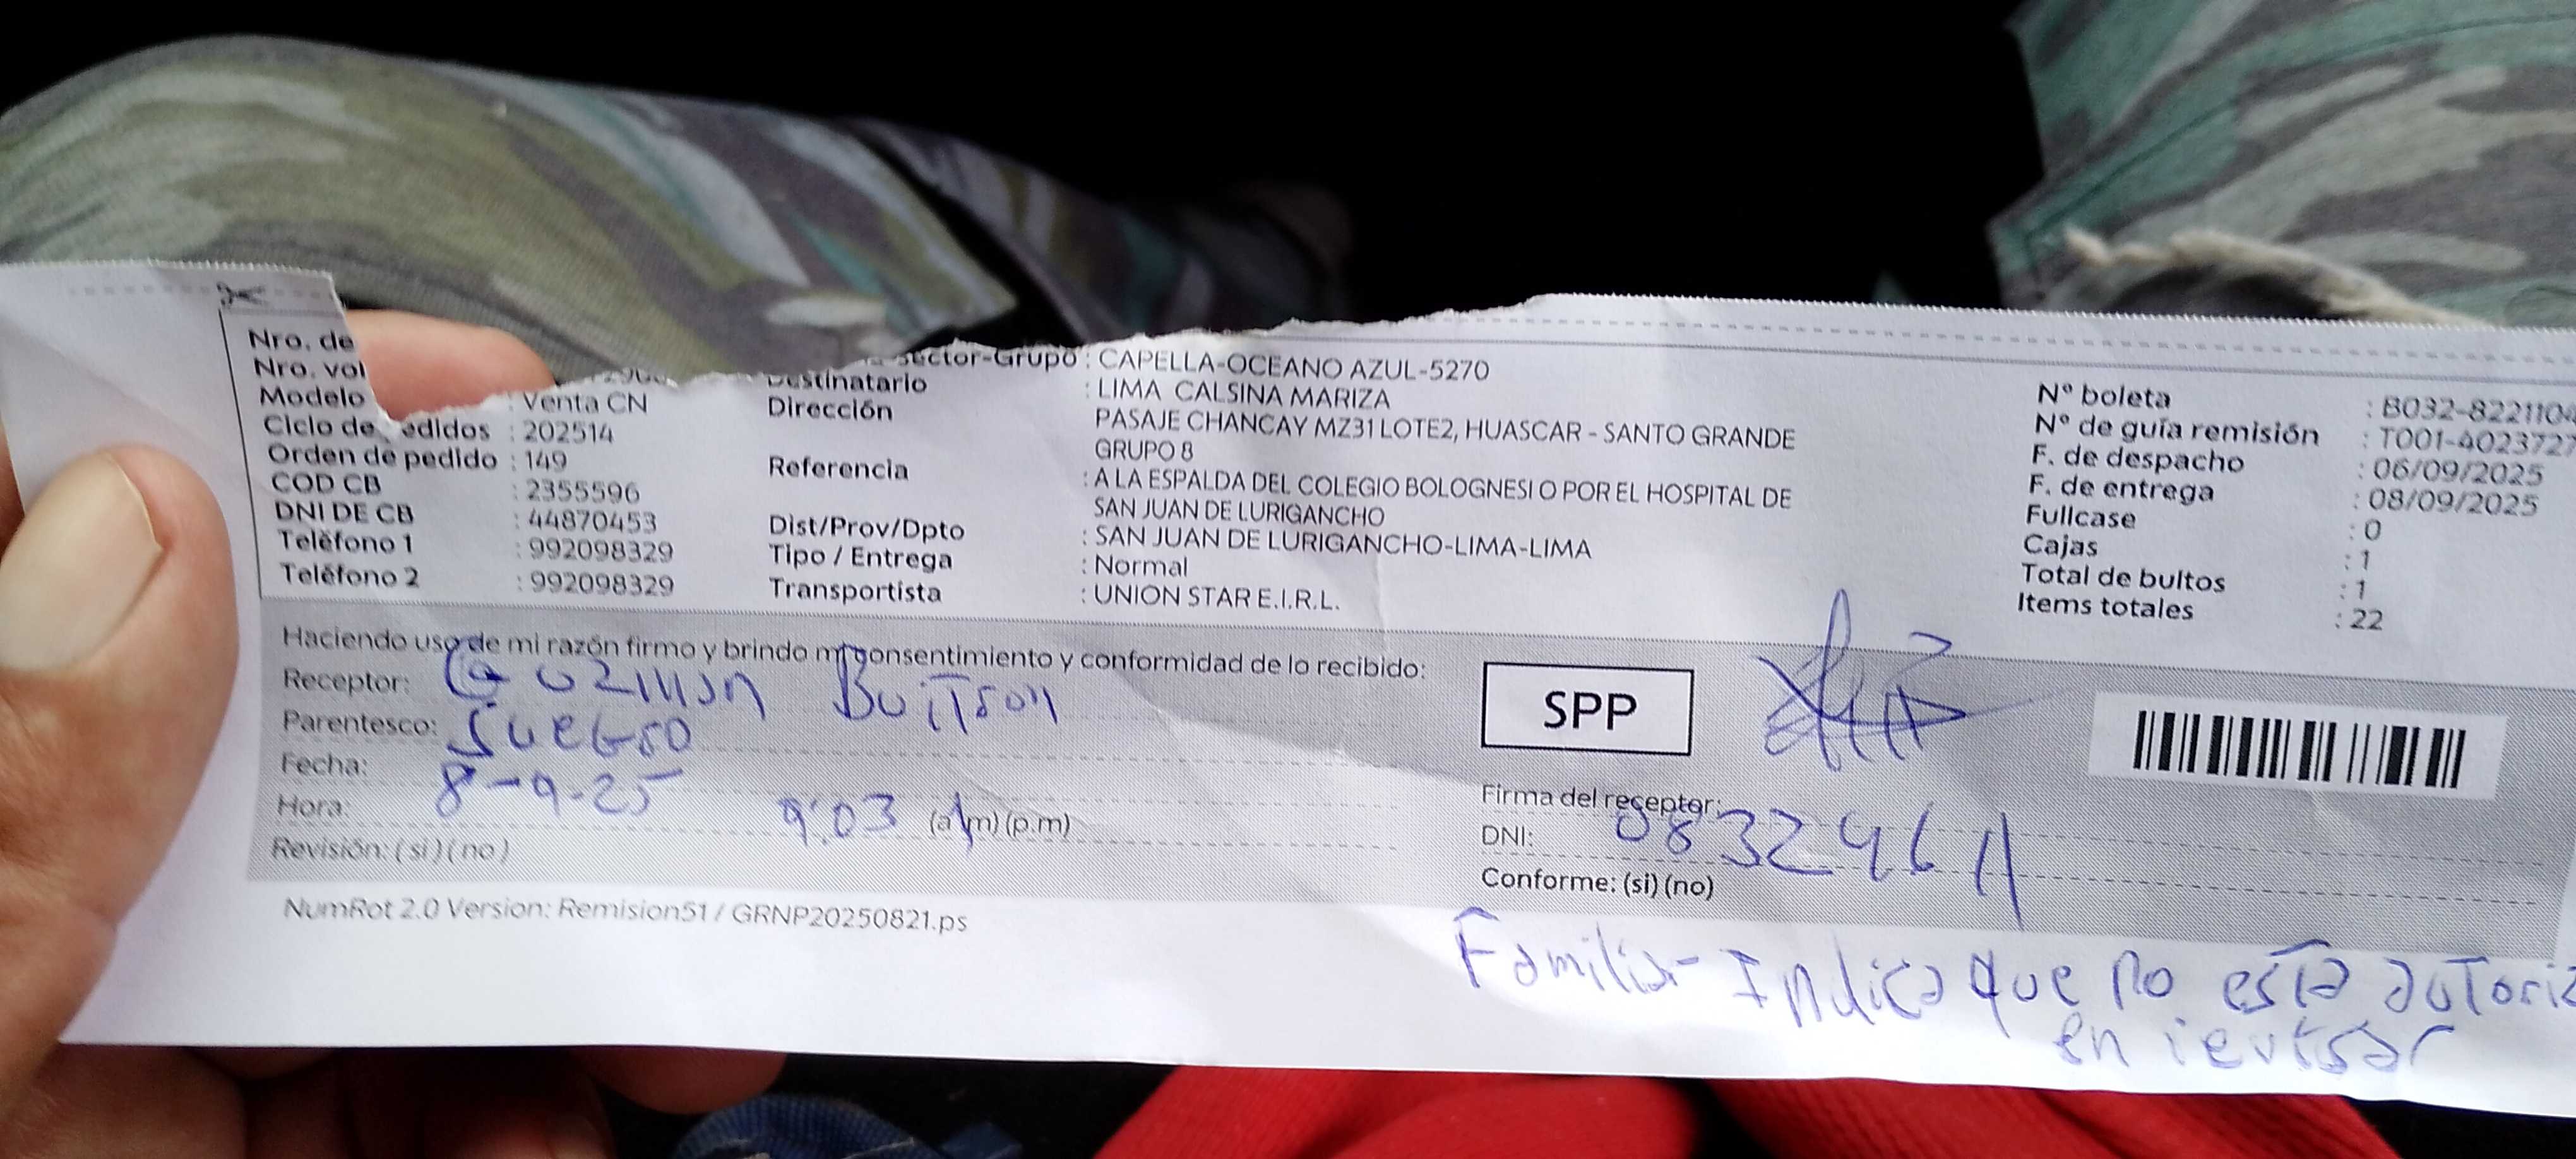 Nro. de
Nro. vol
Modelo : Venta CN
Ciclo de pedidos : 202514
Orden de pedido : 149
COD CB : 2355596
DNI DE CB : 44870453
Teléfono 1 : 992098329
Teléfono 2 : 992098329
Sector-Grupo : CAPELLA-OCEANO AZUL-5270
Destinatario : LIMA CALSINA MARIZA
Dirección PASAJE CHANCAY MZ31 LOTE2, HUASCAR - SANTO GRANDE
GRUPO 8
Referencia : A LA ESPALDA DEL COLEGIO BOLOGNESI O POR EL HOSPITAL DE
SAN JUAN DE LURIGANCHO
Dist/Prov/Dpto : SAN JUAN DE LURIGANCHO-LIMA-LIMA
Tipo / Entrega : Normal
Transportista : UNION STAR E.I.R.L.
Nº boleta : B032-8221104
Nº de guía remisión : T001-4023727
F. de despacho : 06/09/2025
F. de entrega : 08/09/2025
Fullcase : 0
Cajas : 1
Total de bultos : 1
Items totales : 22
Haciendo uso de mi razón firmo y brindo mi consentimiento y conformidad de lo recibido:
Receptor: Buitron
Parentesco: Suegro
Fecha: 8-9-25
Hora: 9:03 (a.m) (p.m)
Revisión: (si) (no)
SPP
Firma del receptor:
DNI: 0832461
Conforme: (si) (no)
NumRot 2.0 Version: Remision51 / GRNP20250821.ps
Familiar Indica que no esta autoriz
en revisar